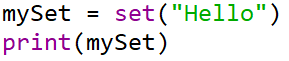 mySet = set("Hello")
print(mySet)